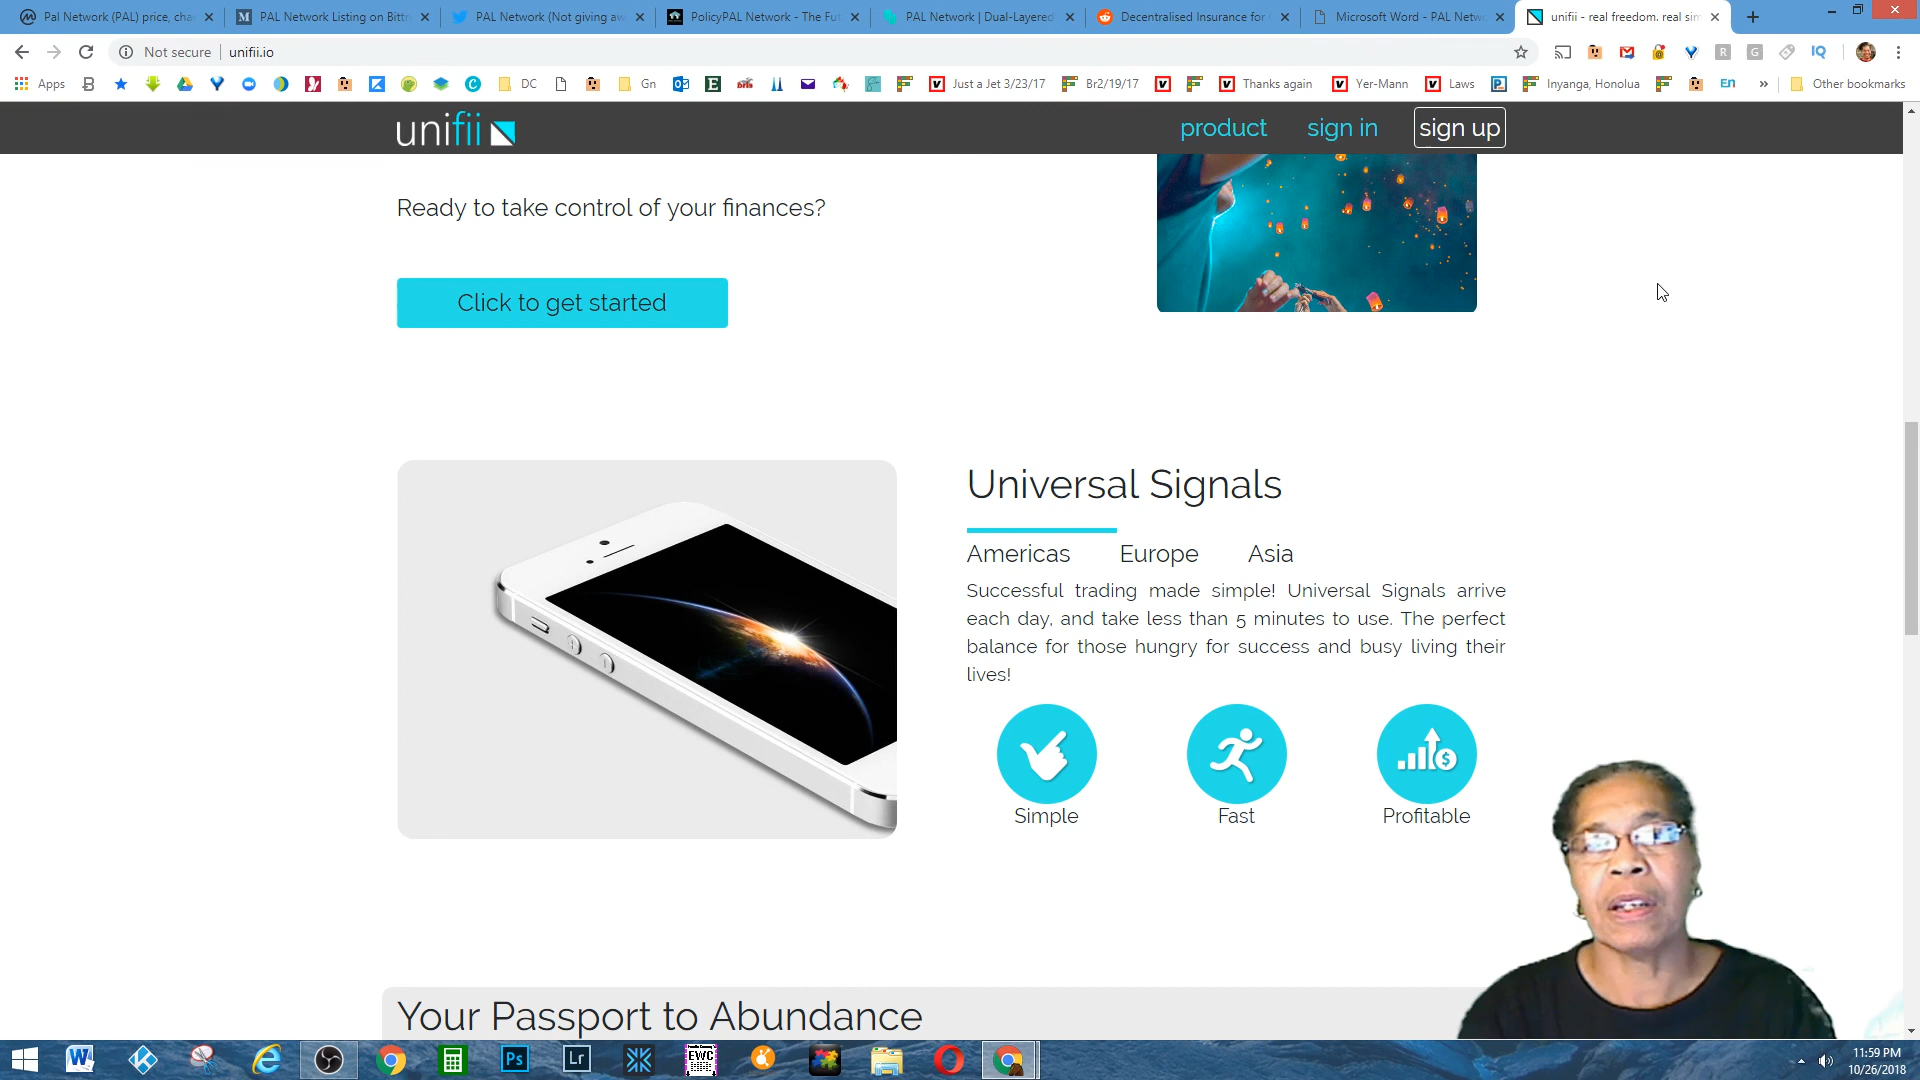 Pal Network (PAL) price, cha
PAL Network Listing on Bittr
PAL Network (Not giving aw
PolicyPAL Network - The Fut
PAL Network | Dual-Layered
Decentralised Insurance for
Microsoft Word - PAL Netw
unifii - real freedom. real sim
Not secure
unifii.io
Apps
DC
Gn
Just a Jet 3/23/17
Br2/19/17
Thanks again
Yer-Mann
Laws
Inyanga, Honolua
En
»
Other bookmarks
unifii
product
sign in
sign up
Ready to take control of your finances?
Click to get started
Universal Signals
Americas Europe Asia
Successful trading made simple! Universal Signals arrive
each day, and take less than 5 minutes to use. The perfect
balance for those hungry for success and busy living their
lives!
Simple
Fast
Profitable
Your Passport to Abundance
Ps
Lr
EWC
11:59 PM
10/26/2018